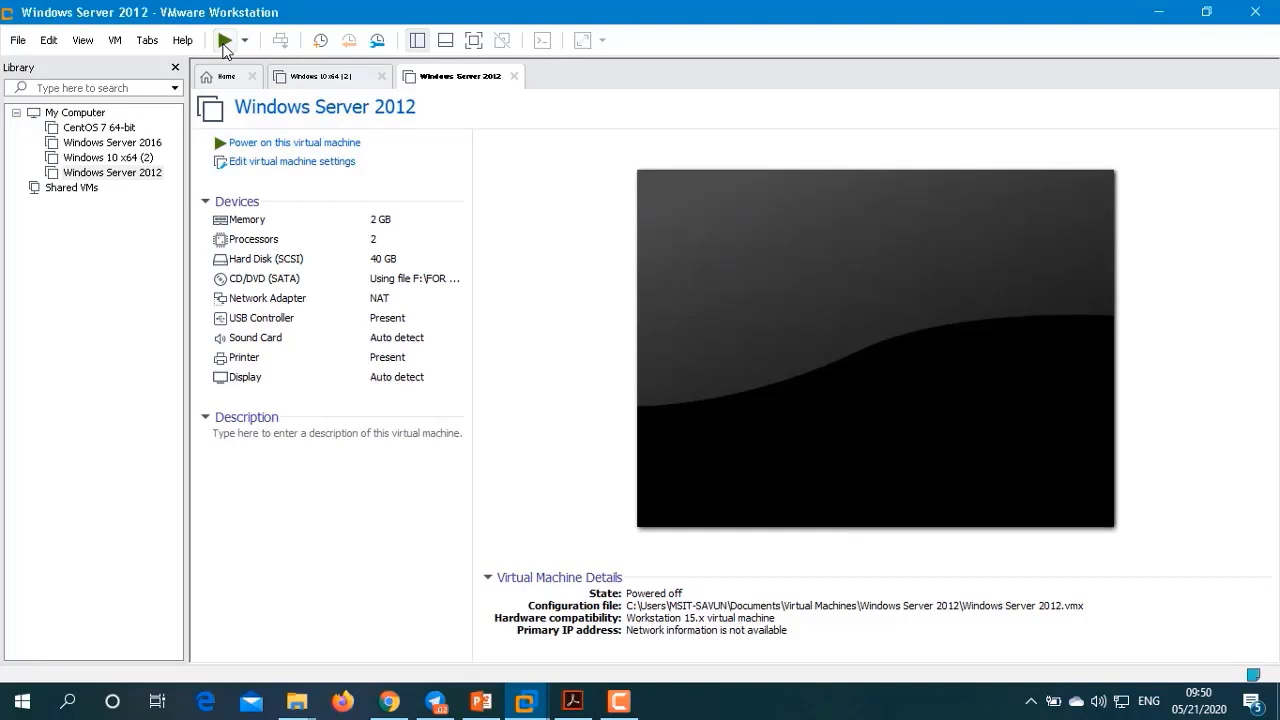 Windows Server 2012 - VMware Workstation
File Edit View VM Tabs Help
Library
Type here to search
My Computer
CentOS 7 64-bit
Windows Server 2016
Windows 10 x64 (2)
Windows Server 2012
Shared VMs
Home
Windows 10 x64 (2)
Windows Server 2012
Windows Server 2012
Power on this virtual machine
Edit virtual machine settings
Devices
Memory 2 GB
Processors 2
Hard Disk (SCSI) 40 GB
CD/DVD (SATA) Using file F:\FOR ...
Network Adapter NAT
USB Controller Present
Sound Card Auto detect
Printer Present
Display Auto detect
Description
Type here to enter a description of this virtual machine.
Virtual Machine Details
State: Powered off
Configuration file: C:\Users\MSIT-SAVUN\Documents\Virtual Machines\Windows Server 2012\Windows Server 2012.vmx
Hardware compatibility: Workstation 15.x virtual machine
Primary IP address: Network information is not available
02
ENG
09:50
05/21/2020
5